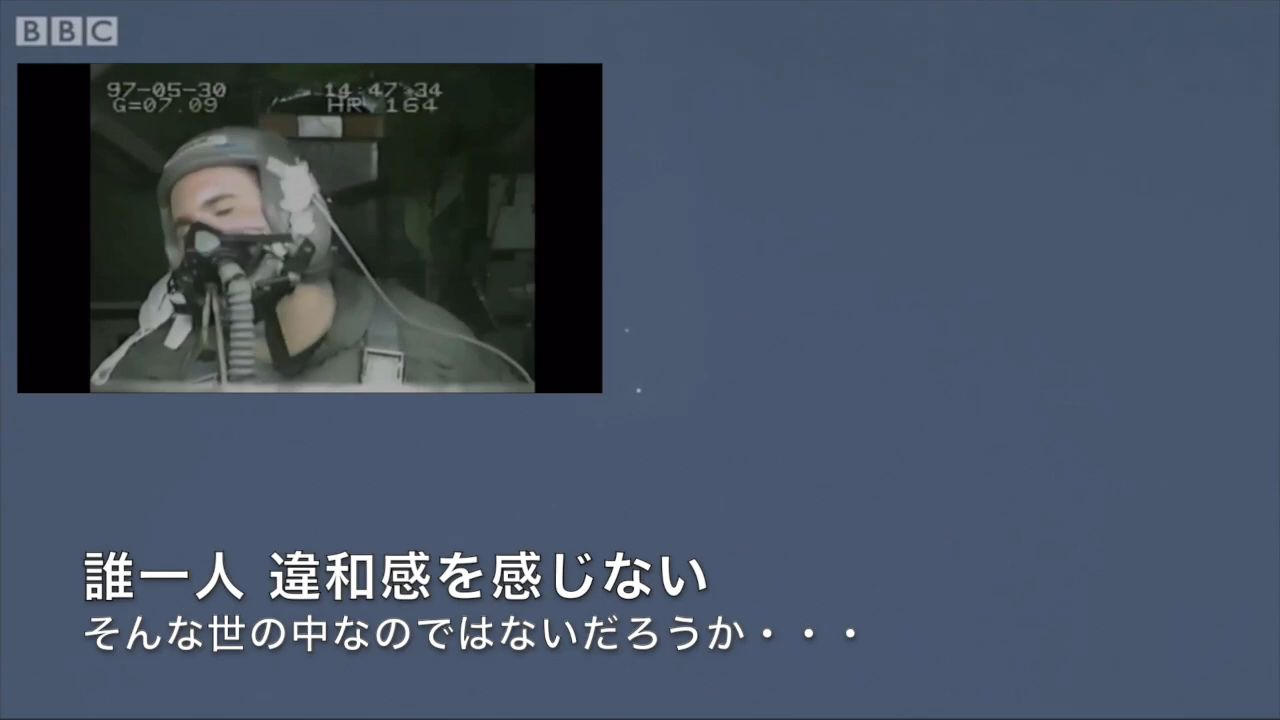 BBC
97-05-30 14:47:34
G=07.09 HR 164
誰一人 違和感を感じない
そんな世の中なのではないだろうか・・・